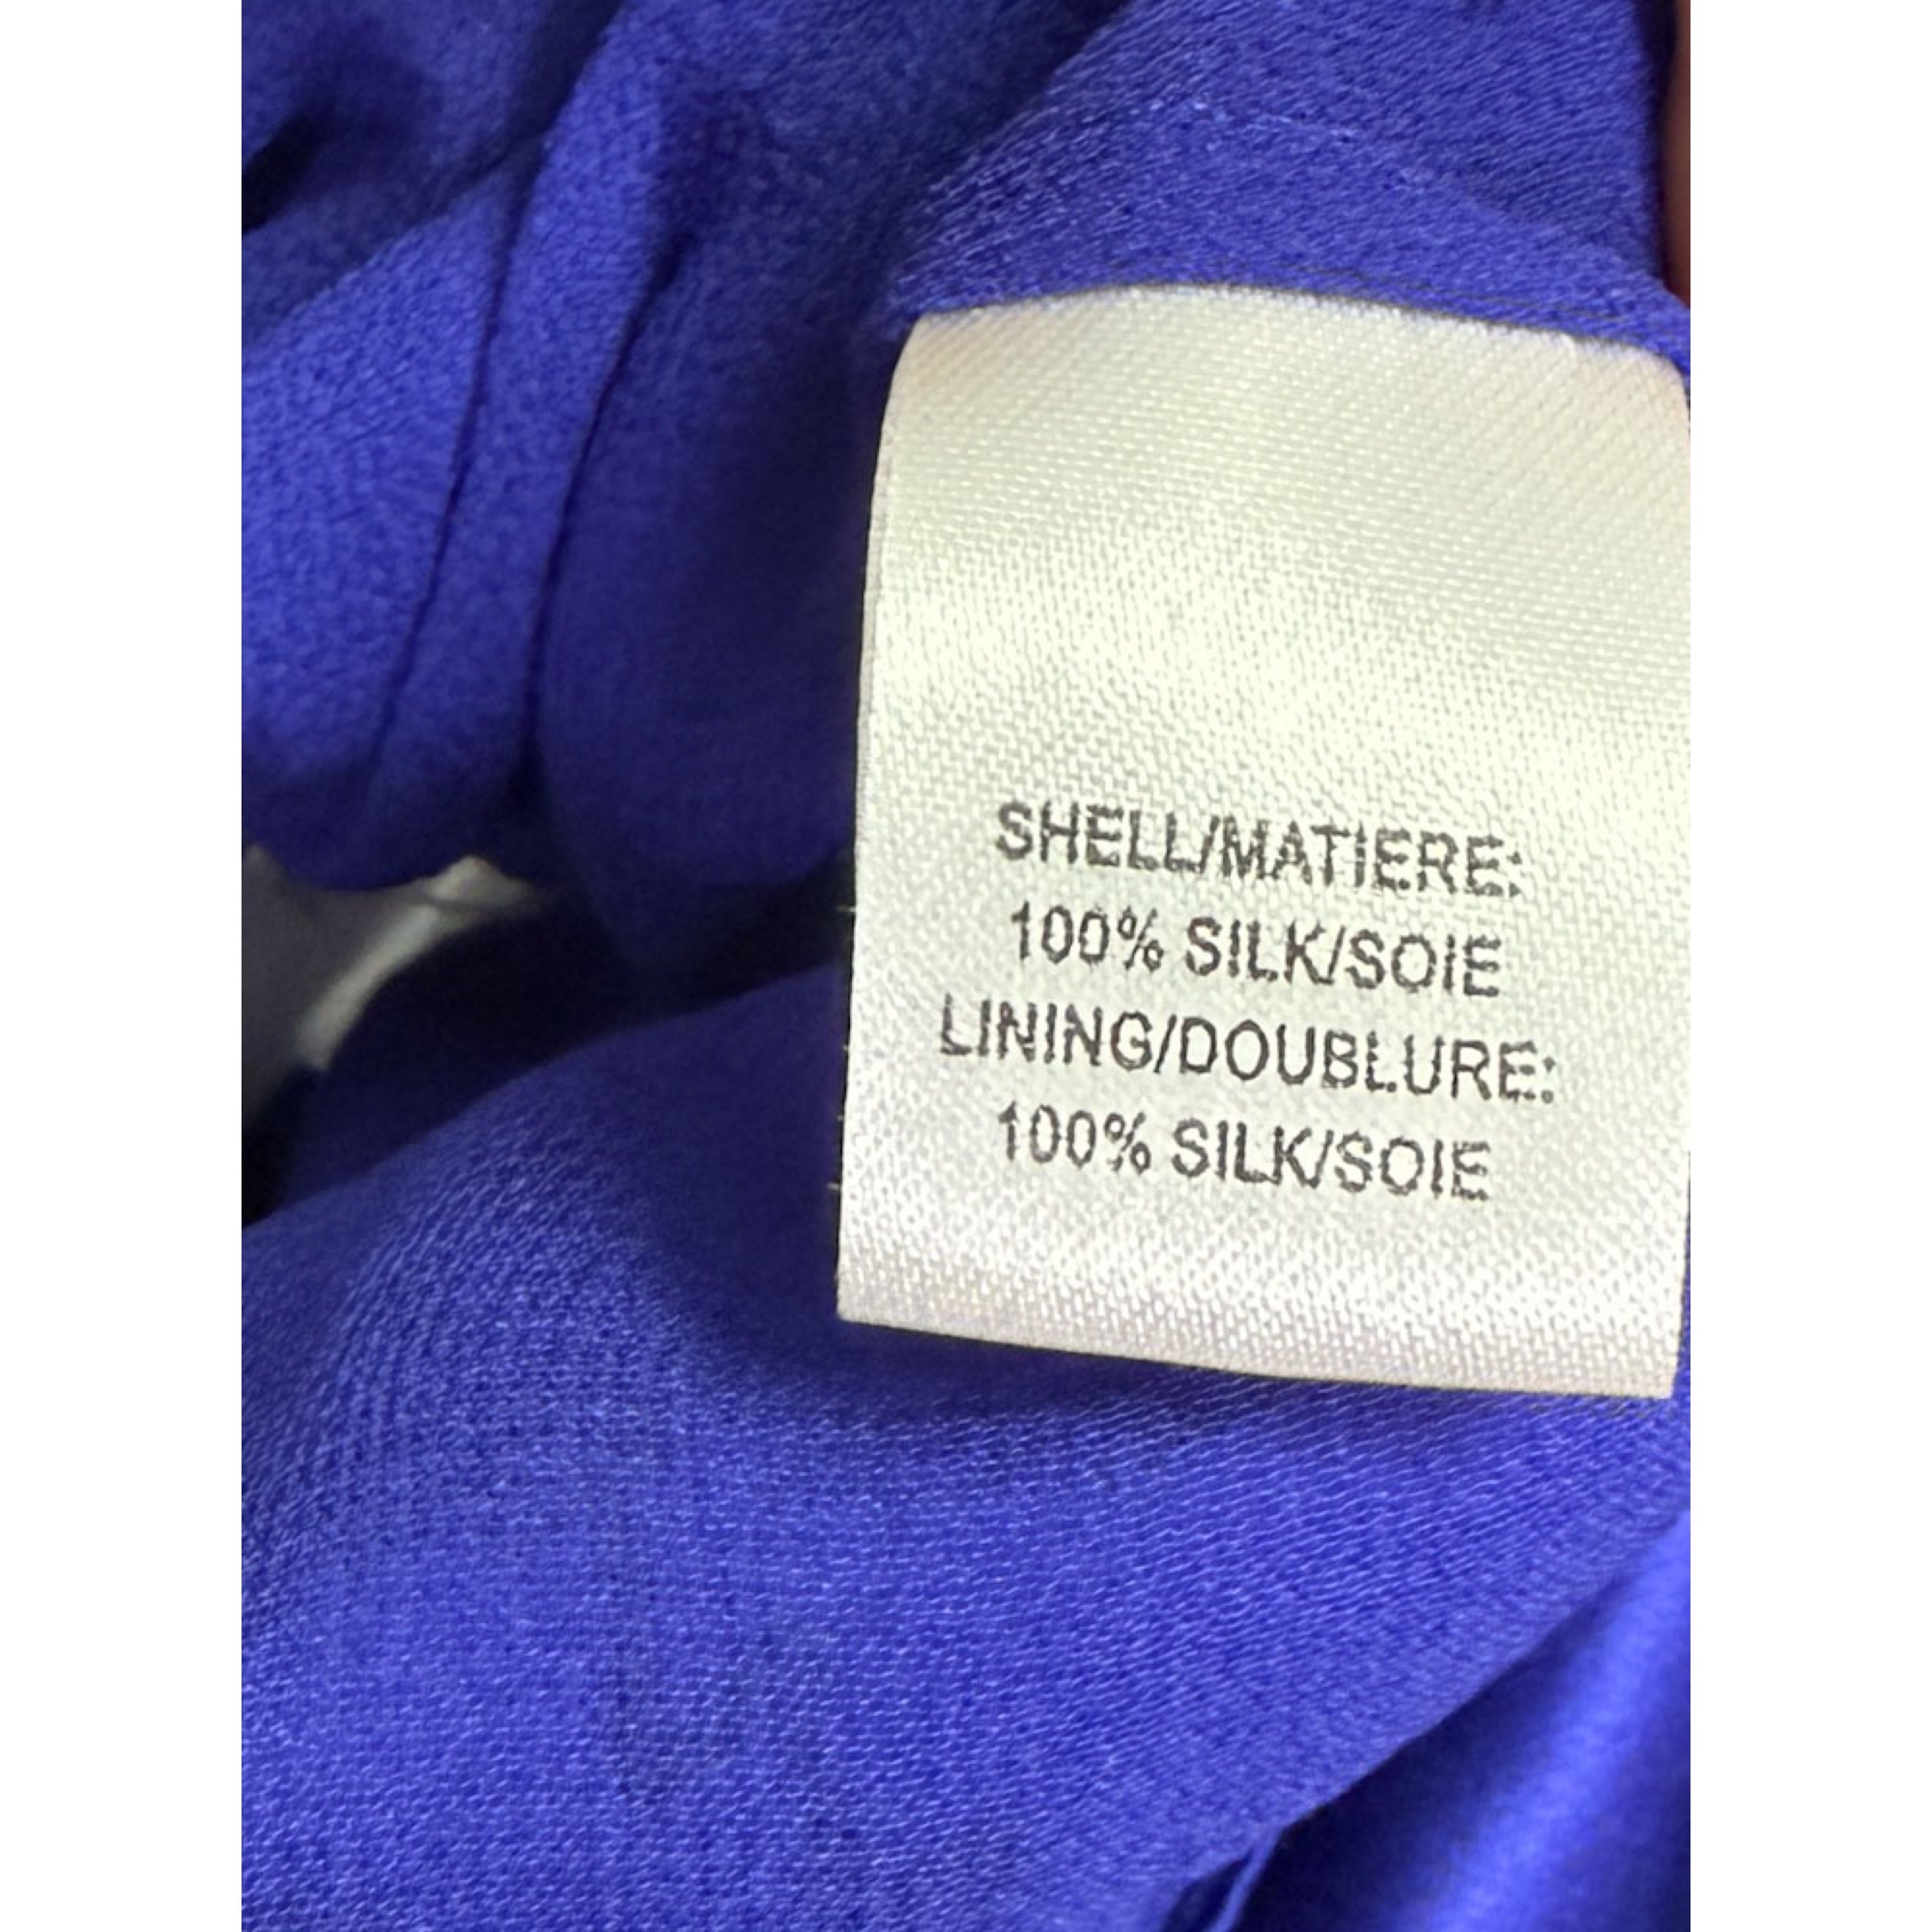 SHELL/MATIERE:
100% SILK/SOIE
LINING/DOUBLURE:
100% SILK/SOIE